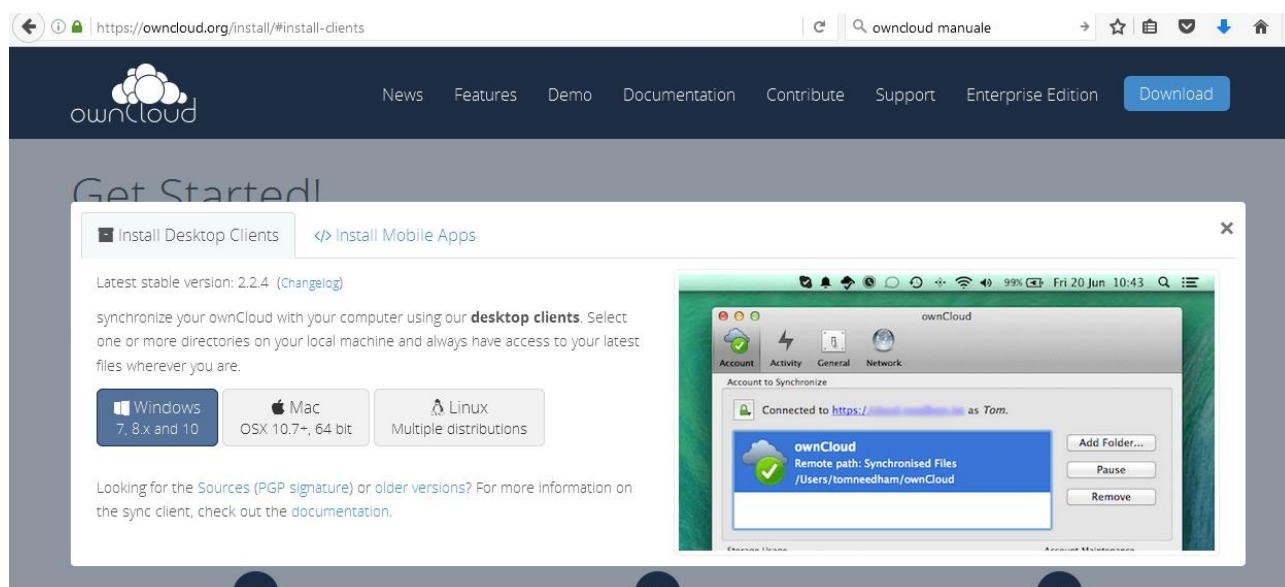 https://owncloud.org/install/#install-clients
owncloud manuale
ownCloud
News Features Demo Documentation Contribute Support Enterprise Edition Download
Get Started!
Install Desktop Clients
</> Install Mobile Apps
Latest stable version: 2.2.4 (Changelog)
synchronize your ownCloud with your computer using our desktop clients. Select
one or more directories on your local machine and always have access to your latest
files wherever you are.
Windows
7, 8.x and 10
Mac
OSX 10.7+, 64 bit
Linux
Multiple distributions
Looking for the Sources (PGP signature) or older versions? For more information on
the sync client, check out the documentation.
99% Fri 20 Jun 10:43
ownCloud
Account Activity General Network
Account to Synchronize
Connected to https:/ as Tom.
ownCloud
Remote path: Synchronised Files
/Users/tomneedham/ownCloud
Add Folder...
Pause
Remove
Storage Usage
Account Maintenance